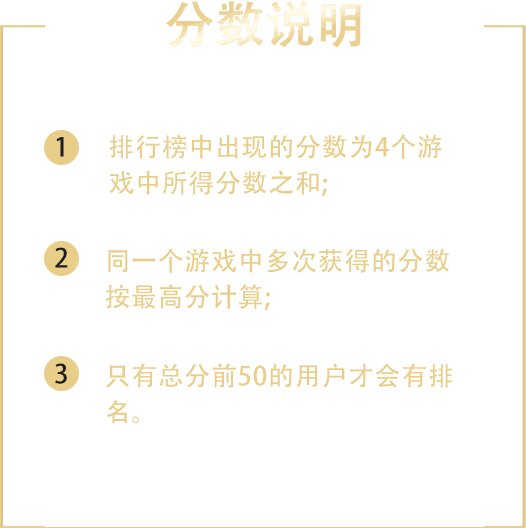 分数说明
1 排行榜中出现的分数为4个游
戏中所得分数之和;
2 同一个游戏中多次获得的分数
按最高分计算;
3 只有总分前50的用户才会有排
名。